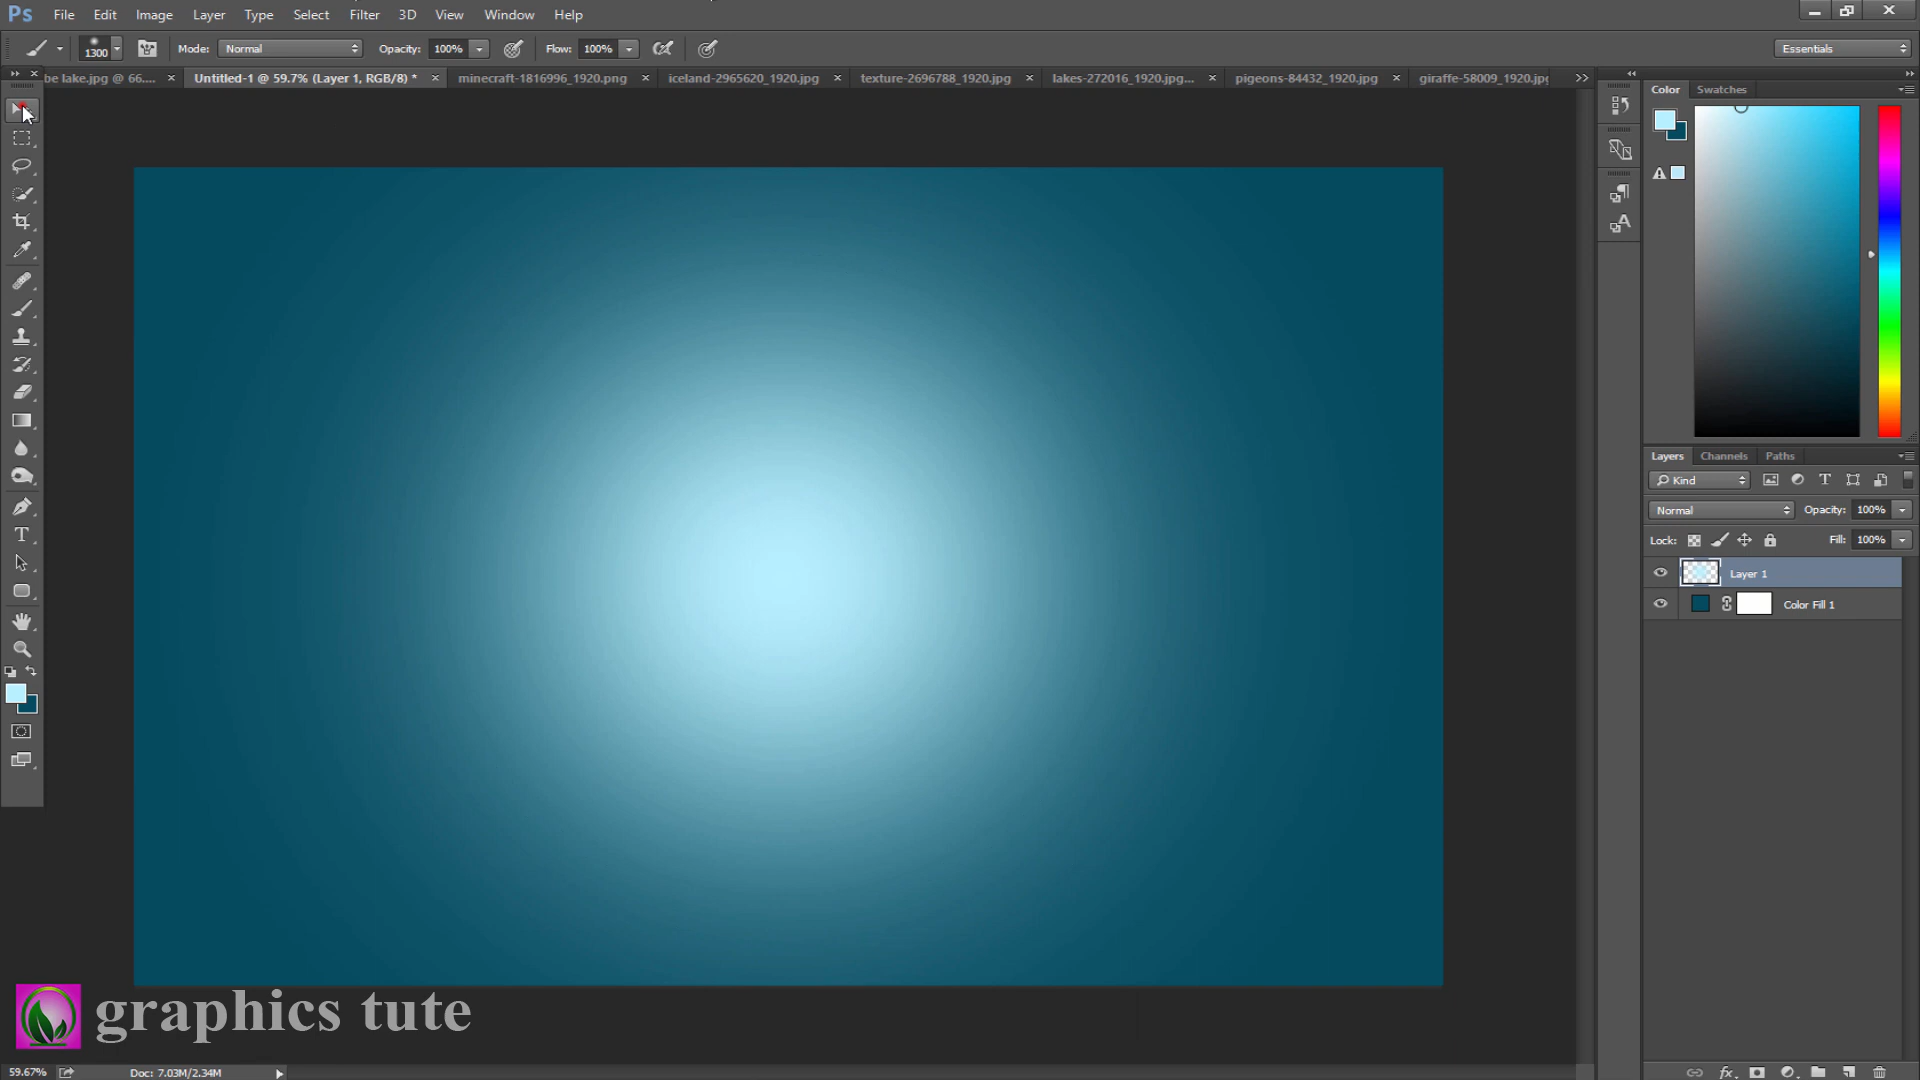 Ps File Edit Image Layer Type Select Filter 3D View Window Help
1300 Mode: Normal Opacity: 100% Flow: 100% Essentials
be lake.jpg @ 66.... Untitled-1 @ 59.7% (Layer 1, RGB/8) * minecraft-1816996_1920.png iceland-2965620_1920.jpg texture-2696788_1920.jpg lakes-272016_1920.jpg... pigeons-84432_1920.jpg giraffe-58009_1920.jpg
Color Swatches
Layers Channels Paths
Kind
Normal Opacity: 100%
Lock: Fill: 100%
Layer 1
Color Fill 1
graphics tute
59.67% Doc: 7.03M/2.34M